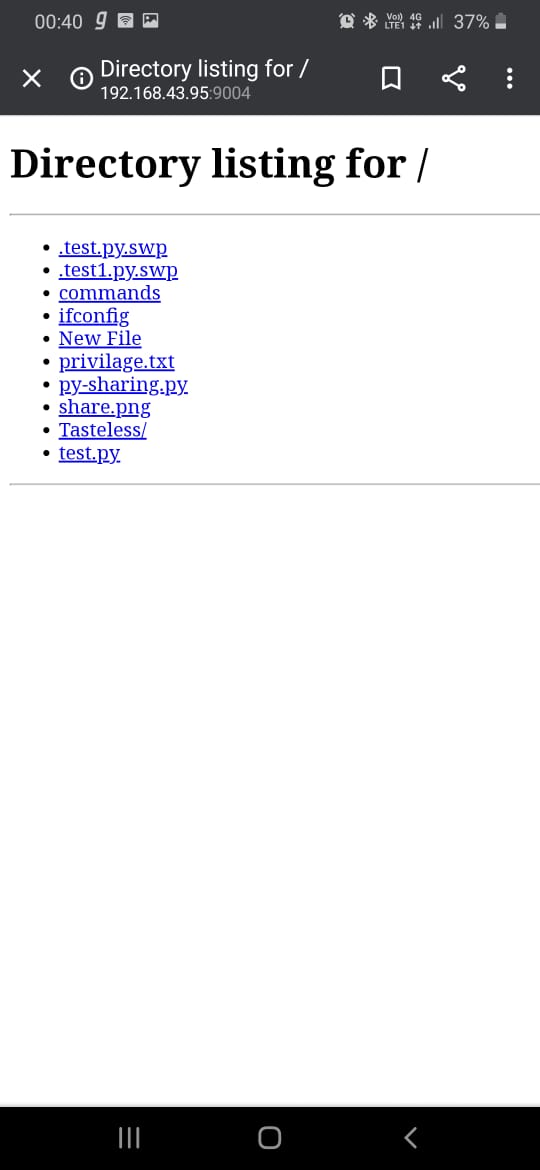 00:40 g
Vo)) 4G
LTE1
37%
Directory listing for /
192.168.43.95:9004
Directory listing for /
.test.py.swp
.test1.py.swp
commands
ifconfig
New File
privilage.txt
py-sharing.py
share.png
Tasteless/
test.py